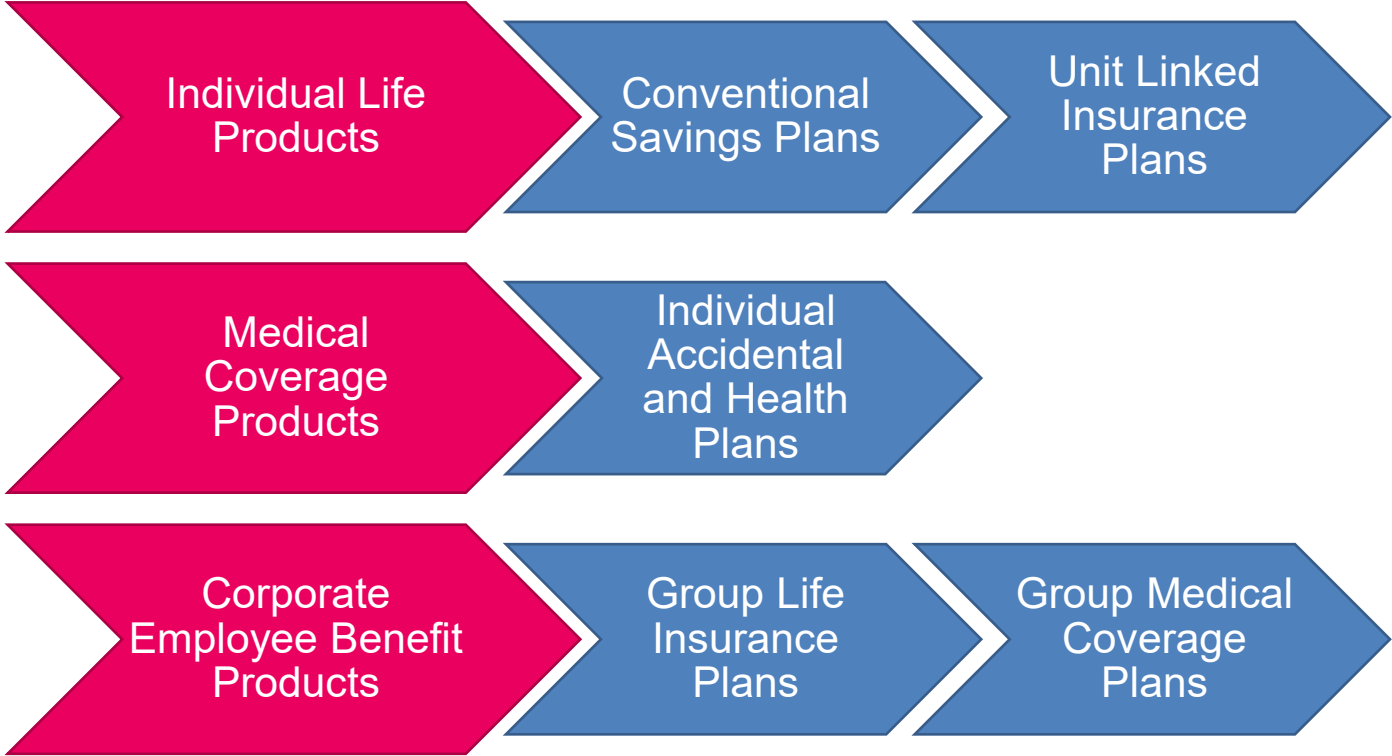 Individual Life
Products
Conventional
Savings Plans
Unit Linked
Insurance
Plans
Medical
Coverage
Products
Individual
Accidental
and Health
Plans
Corporate
Employee Benefit
Products
Group Life
Insurance
Plans
Group Medical
Coverage
Plans